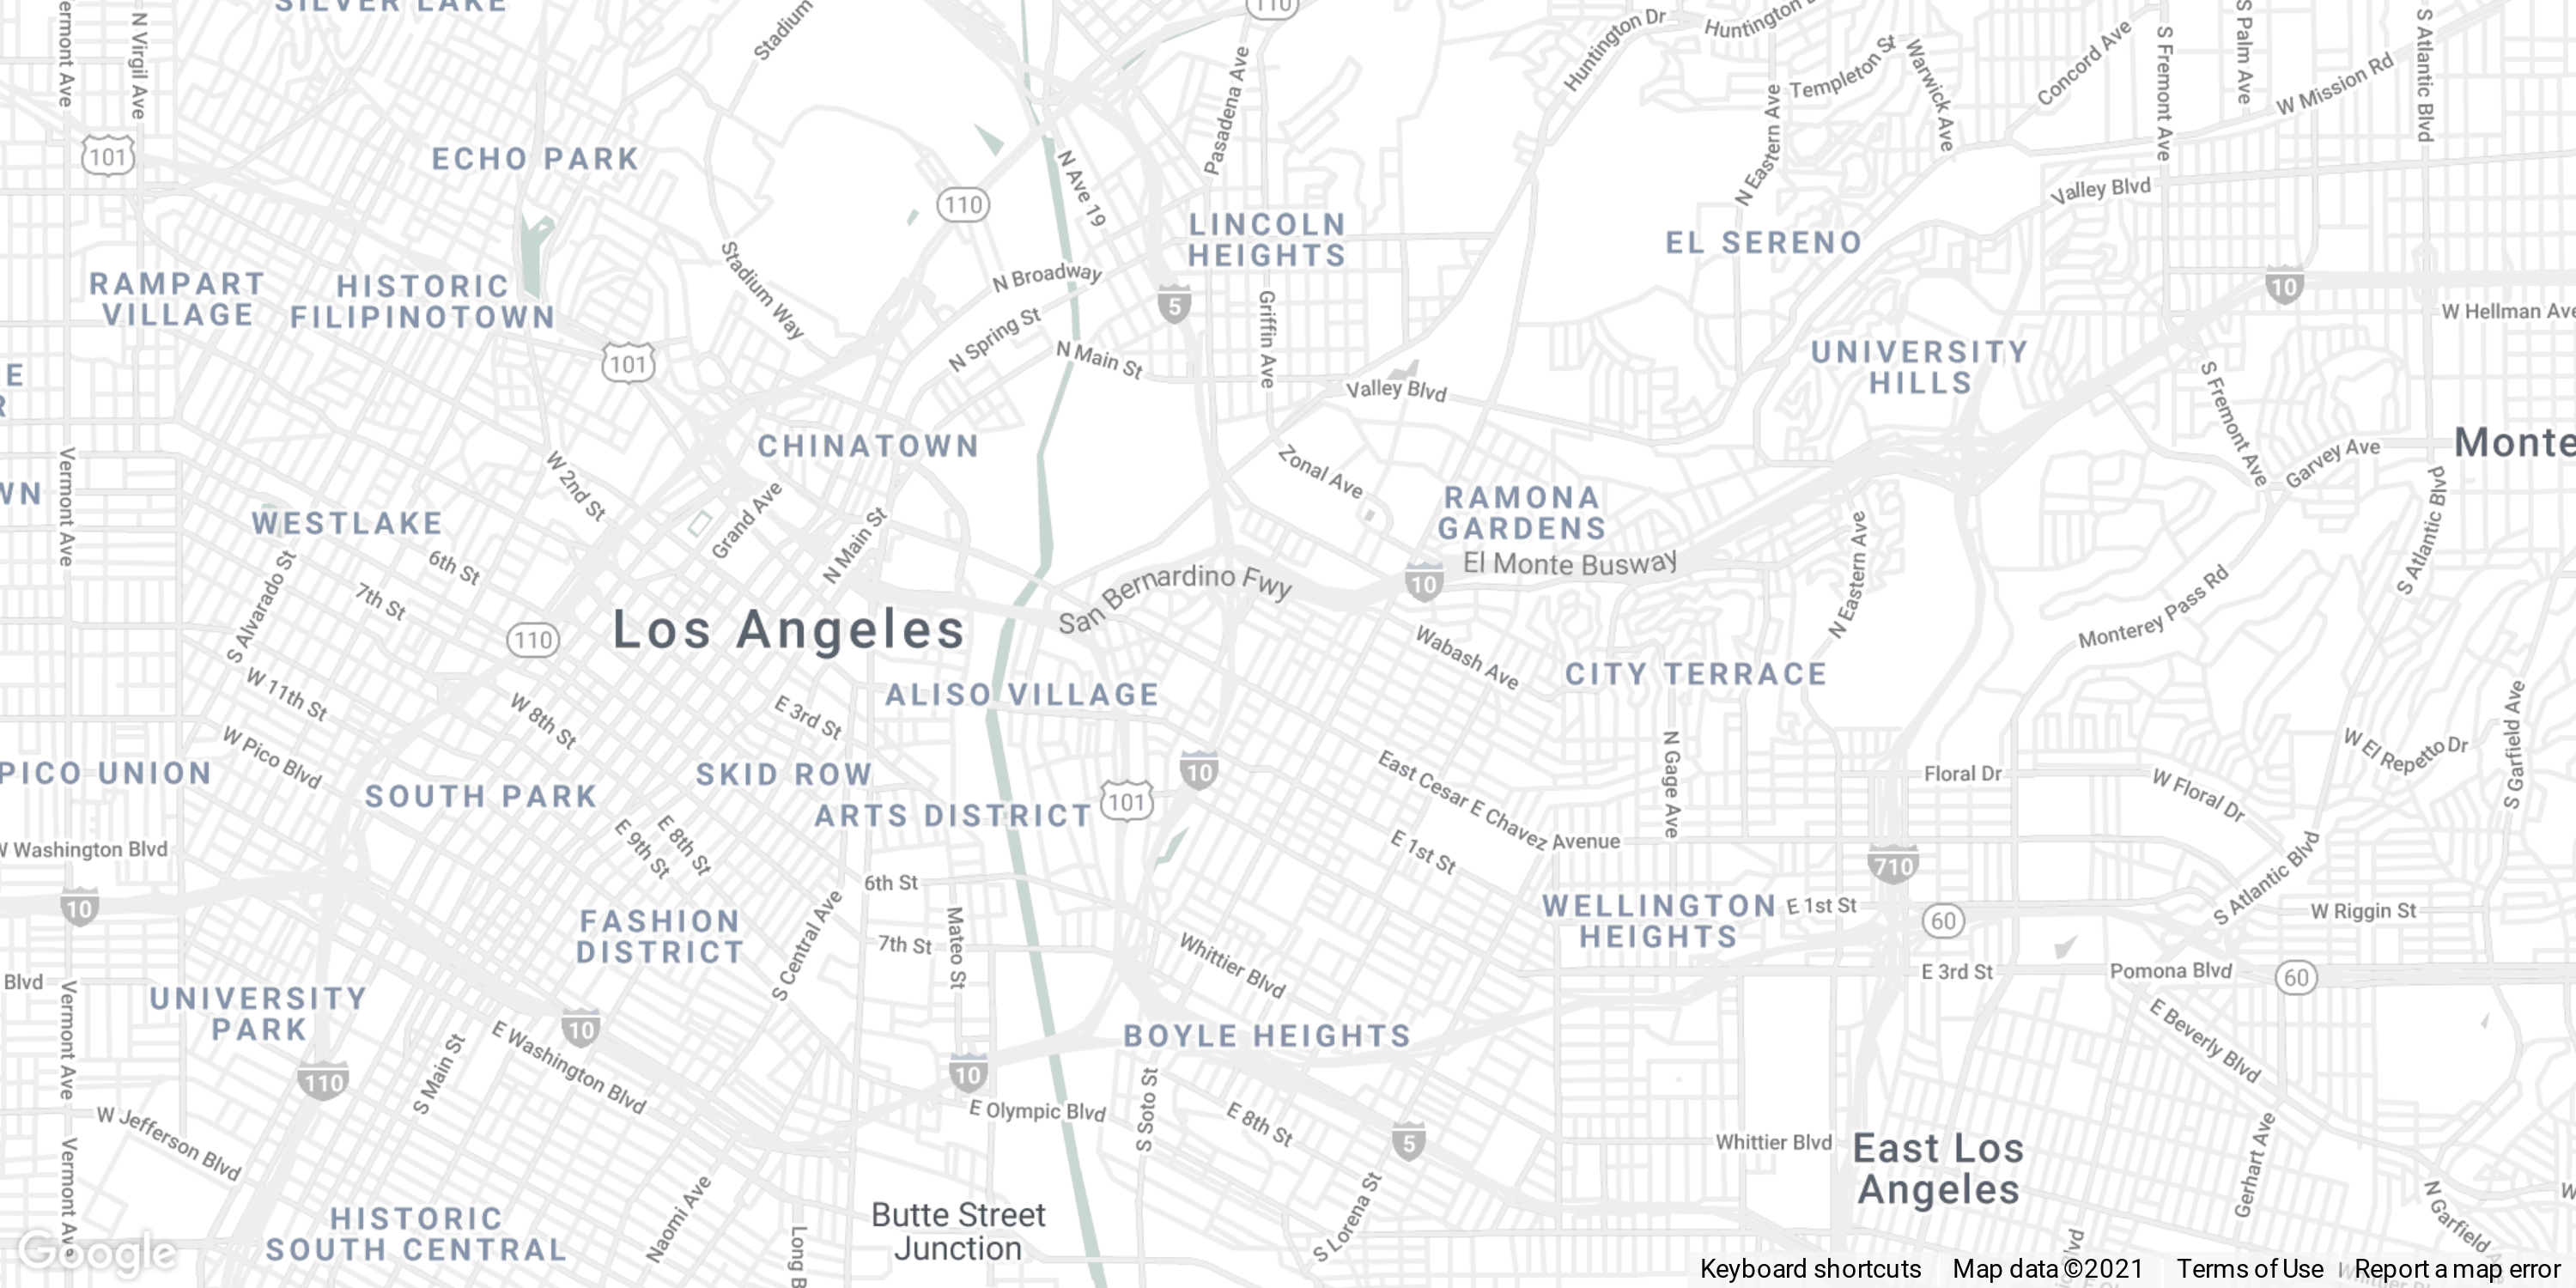 SILVER LAKE
Stadium
110
Huntington Dr
Huntington
ermont Ave
N Virgil Ave
S Palm Ave
S Atlantic Blvd
S Fremont Ave
Concord Ave
W Mission Rd
Templeton St
Warwick Ave
N Eastern Ave
Pasadena Ave
101
ECHO PARK
N Ave 19
110
Valley Blvd
LINCOLN
HEIGHTS
EL SERENO
Stadium Way
N Broadway
RAMPART
VILLAGE
HISTORIC
FILIPINOTOWN
5
10
W Hellman Ave
N Spring St
Griffin Ave
N Main St
101
UNIVERSITY
HILLS
Valley Blvd
S Fremont Ave
E
R
CHINATOWN
Monte
Garvey Ave
Zonal Ave
W 2nd St
Vermont Ave
WN
Grand Ave
RAMONA
GARDENS
WESTLAKE
N Main St
S Atlantic Blvd
6th St
El Monte Busway
San Bernardino Fwy
10
N Eastern Ave
7th St
S Alvarado St
Los Angeles
110
Monterey Pass Rd
Wabash Ave
CITY TERRACE
W 11th St
ALISO VILLAGE
W 8th St
E 3rd St
S Garfield Ave
W Pico Blvd
W El Repetto Dr
N Gage Ave
PICO UNION
SKID ROW
10
Floral Dr
W Floral Dr
SOUTH PARK
101
East Cesar E Chavez Avenue
ARTS DISTRICT
E 8th St
E 9th St
E 1st St
W Washington Blvd
710
S Atlantic Blvd
6th St
10
WELLINGTON
HEIGHTS
E 1st St
60
W Riggin St
FASHION
DISTRICT
S Central Ave
Mateo St
7th St
Whittier Blvd
E 3rd St
Pomona Blvd
60
Blvd
Vermont Ave
UNIVERSITY
PARK
10
E Washington Blvd
BOYLE HEIGHTS
E Beverly Blvd
S Main St
110
10
W Jefferson Blvd
E Olympic Blvd
S Soto St
E 8th St
5
Whittier Blvd
East Los
Angeles
Gerhart Ave
Vermont Ave
Naomi Ave
S Lorena St
N Garfield
HISTORIC
SOUTH CENTRAL
Butte Street
Junction
Long B
Google
Keyboard shortcuts Map data ©2021 Terms of Use Report a map error